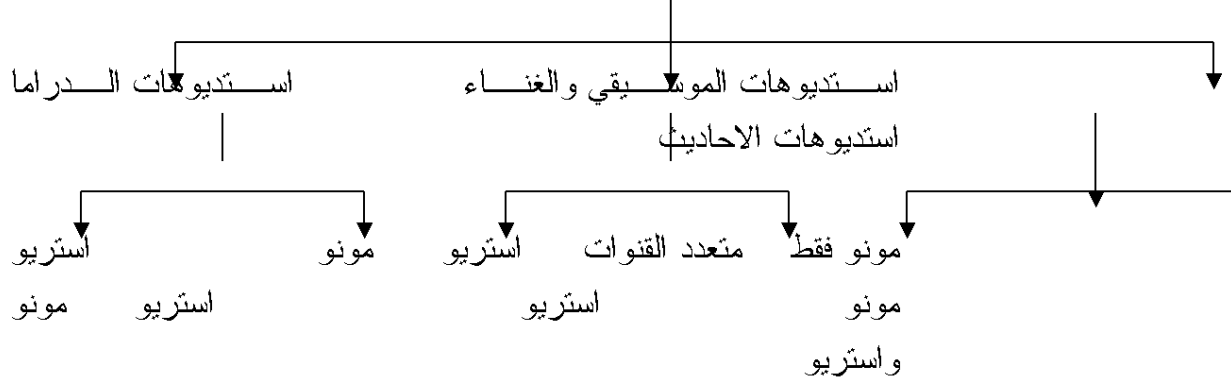 استديوهات الموسيقي والغناء استديوهات الدراما
استديوهات الاحاديث
مونو فقط متعدد القنوات استريو مونو استريو
مونو استريو استريو مونو
واستريو